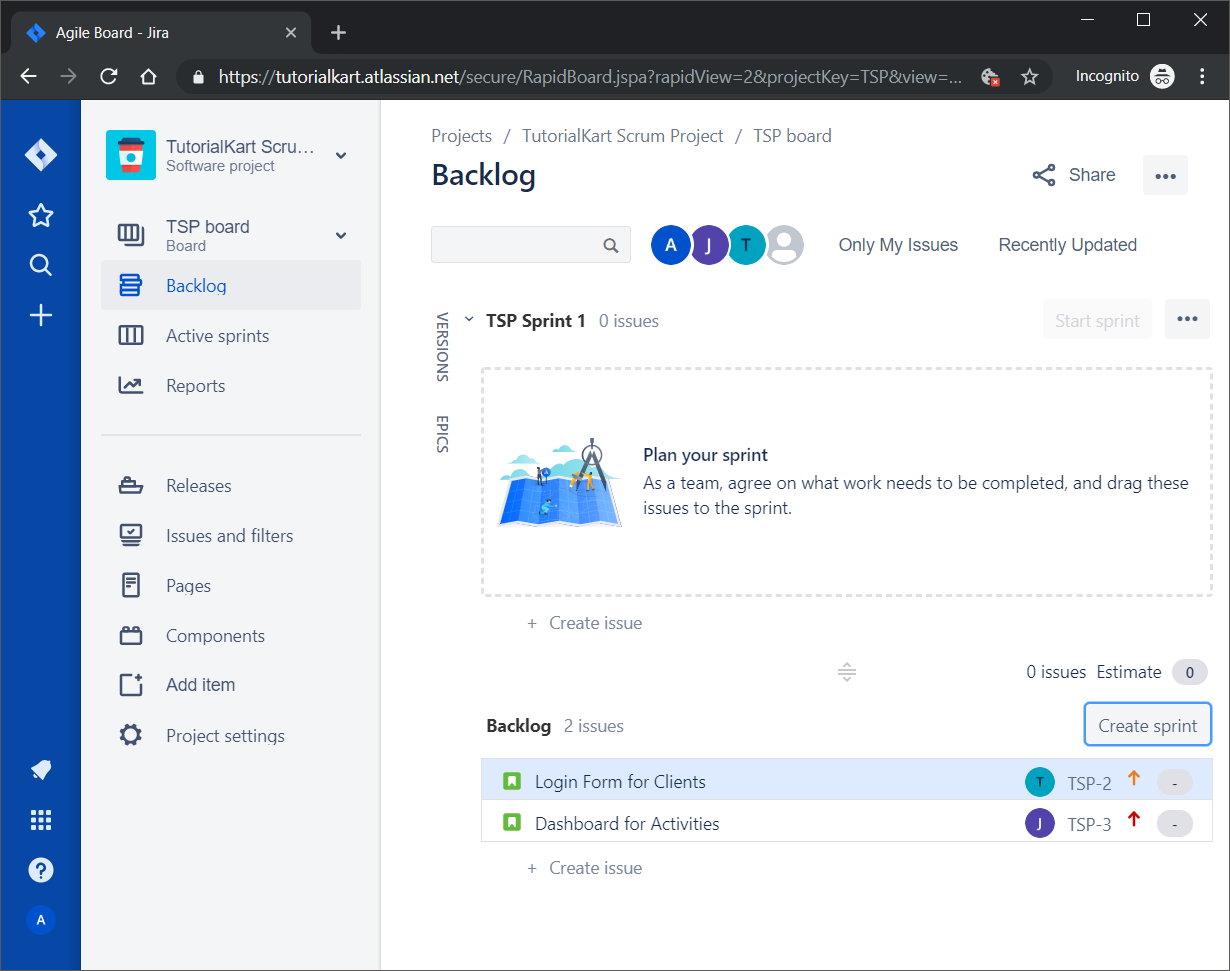 Agile Board - Jira
https://tutorialkart.atlassian.net/secure/RapidBoard.jspa?rapidView=2&projectKey=TSP&view=...
Incognito
TutorialKart Scru...
Software project
TSP board
Board
Backlog
Active sprints
Reports
Releases
Issues and filters
Pages
Components
Add item
Project settings
A
Projects / TutorialKart Scrum Project / TSP board
Backlog
Share
A J T
Only My Issues
Recently Updated
VERSIONS
EPICS
TSP Sprint 1 0 issues
Start sprint
Plan your sprint
As a team, agree on what work needs to be completed, and drag these
issues to the sprint.
+ Create issue
0 issues Estimate 0
Backlog 2 issues
Create sprint
Login Form for Clients T TSP-2 -
Dashboard for Activities J TSP-3 -
+ Create issue